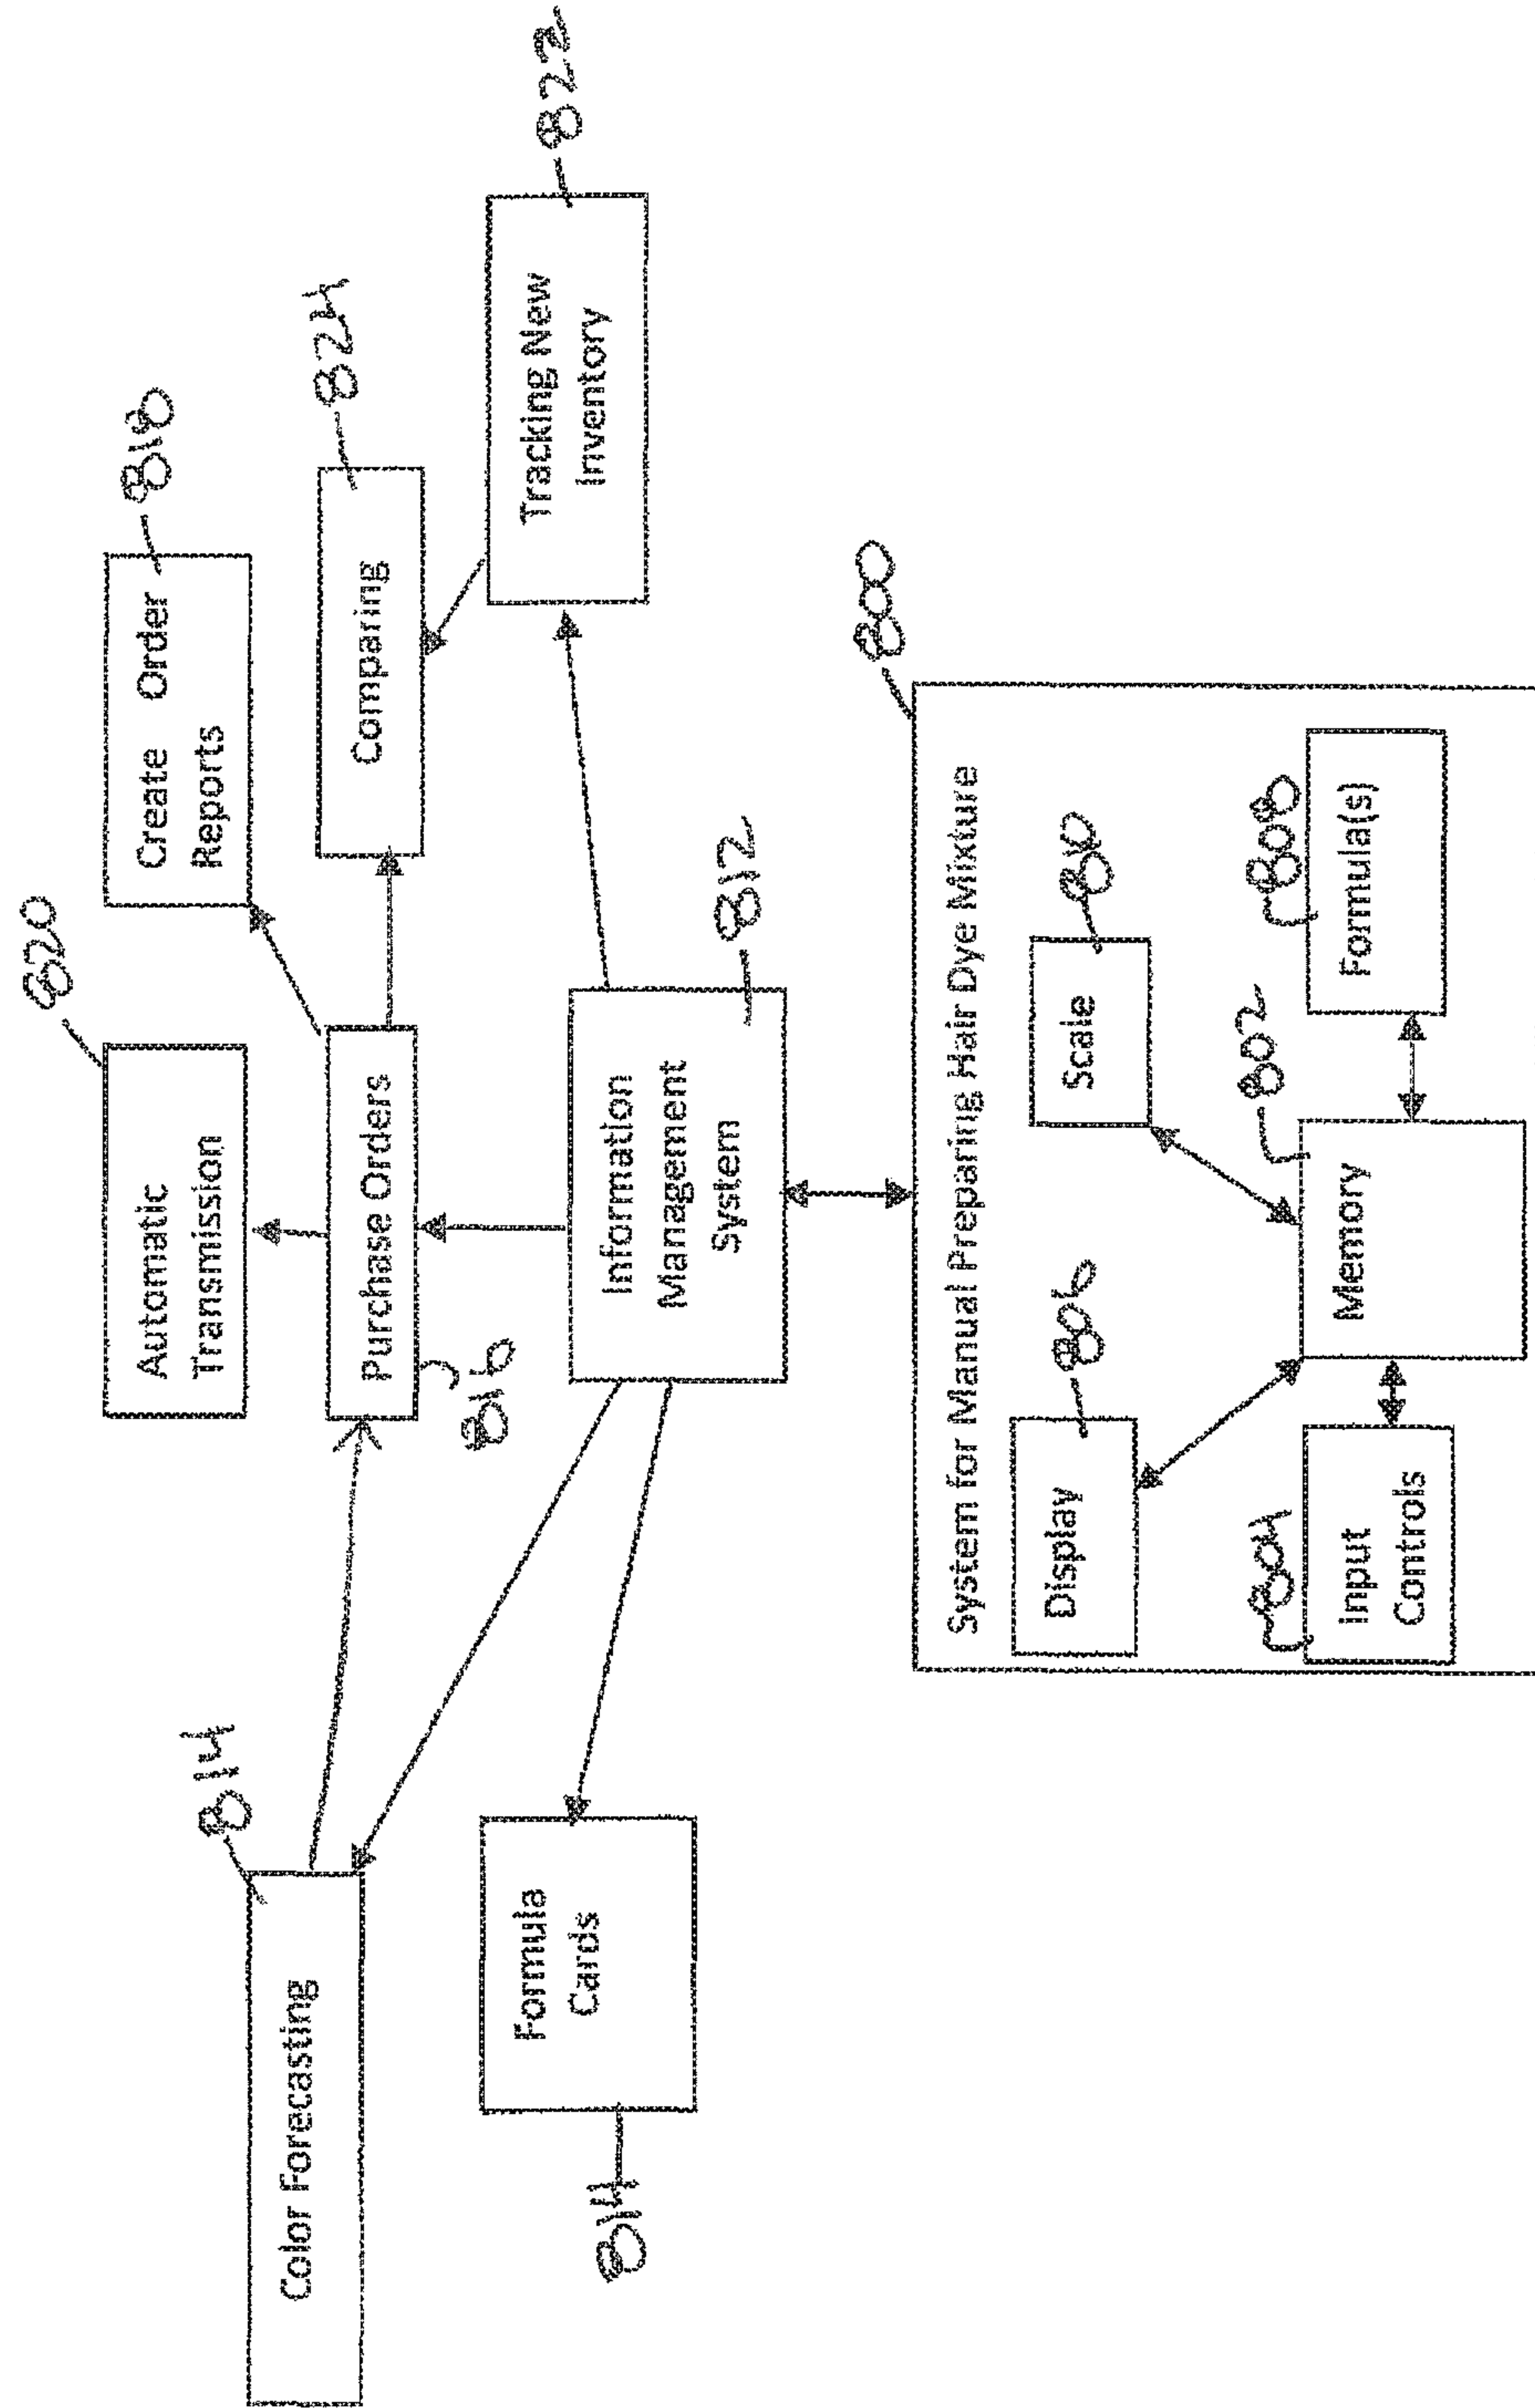 820
818
Automatic
Transmission
Create Order
Reports
814
824
Color Forecasting
Purchase Orders
Comparing
816
822
Formula
Cards
814
Information
Management
System
Tracking New
Inventory
812
800
System for Manual Preparing Hair Dye Mixture
806
810
Display
Scale
804
802
808
Input
Controls
Memory
Formula(s)